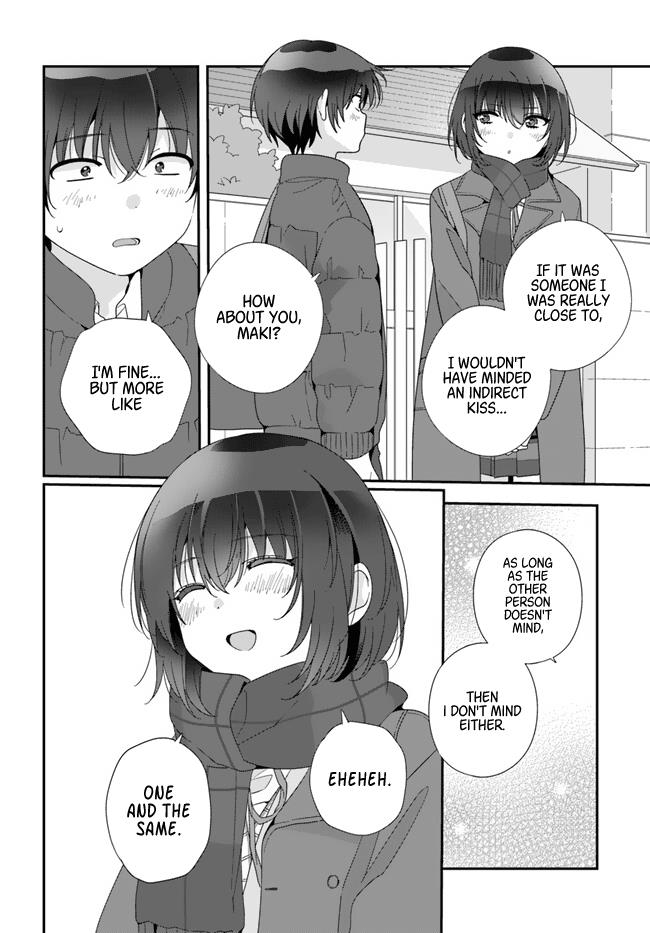 IF IT WAS
SOMEONE I
WAS REALLY
CLOSE TO,
I WOULDN'T
HAVE MINDED
AN INDIRECT
KISS...
HOW
ABOUT YOU,
MAKI?
I'M FINE...
BUT MORE
LIKE
AS LONG
AS THE
OTHER
PERSON
DOESN'T
MIND,
THEN
I DON'T MIND
EITHER.
EHEHEH.
ONE
AND THE
SAME.